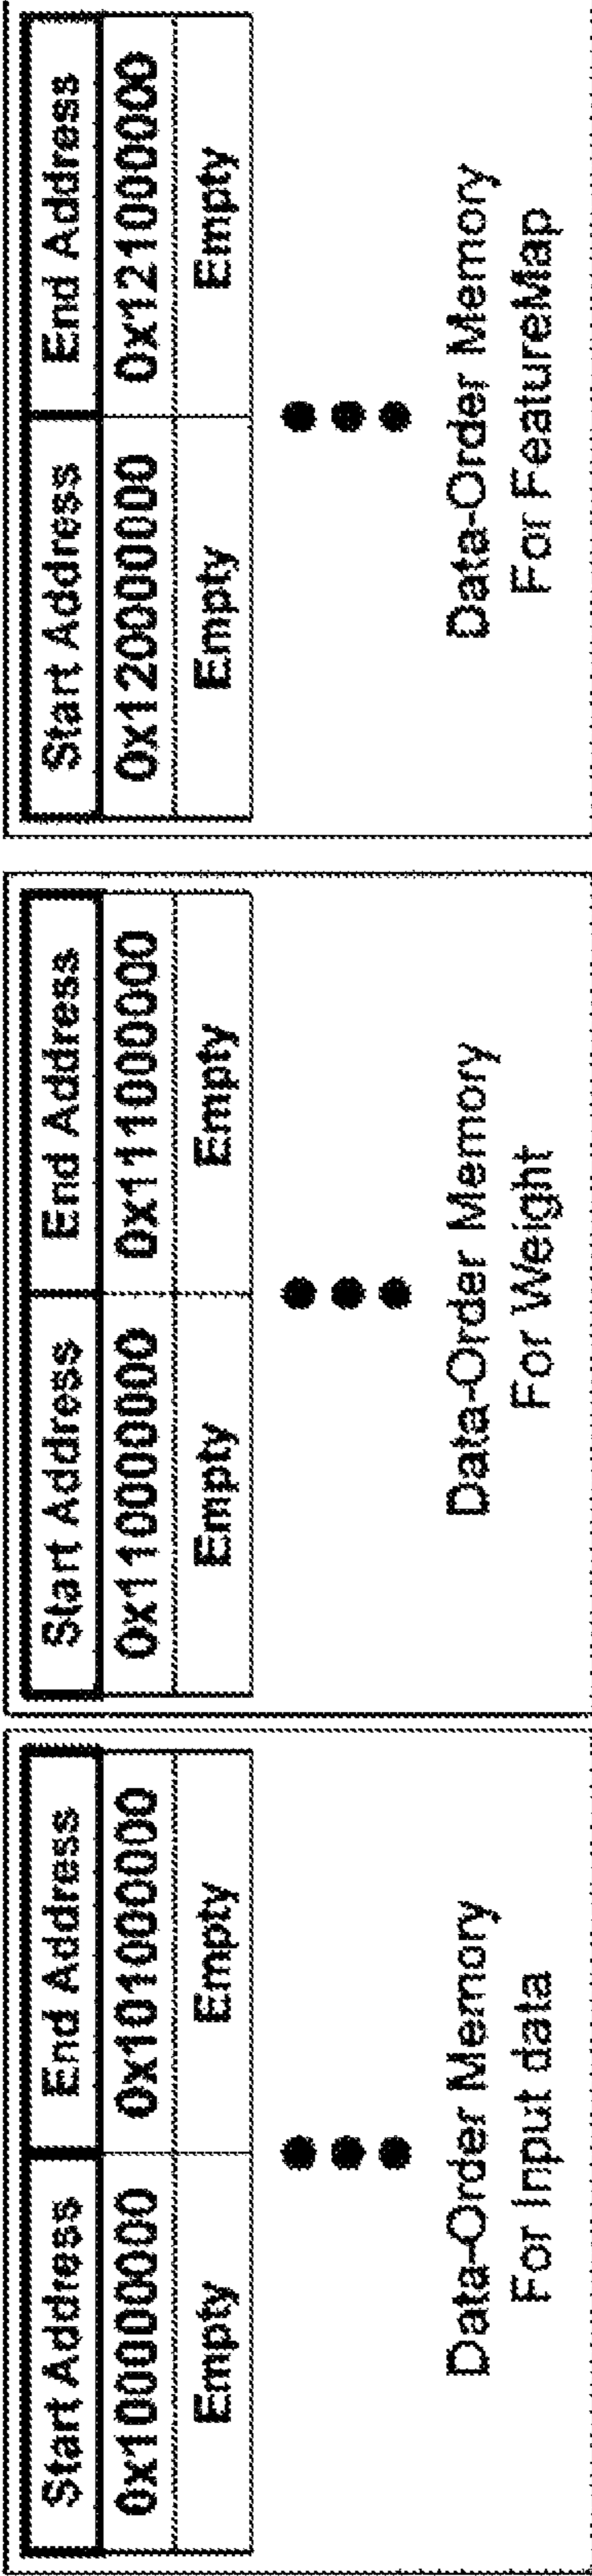 Start Address End Address
0x10000000 0x10100000
Empty Empty
Data-Order Memory
For Input data
Start Address End Address
0x11000000 0x11100000
Empty Empty
Data-Order Memory
For Weight
Start Address End Address
0x12000000 0x12100000
Empty Empty
Data-Order Memory
For FeatureMap